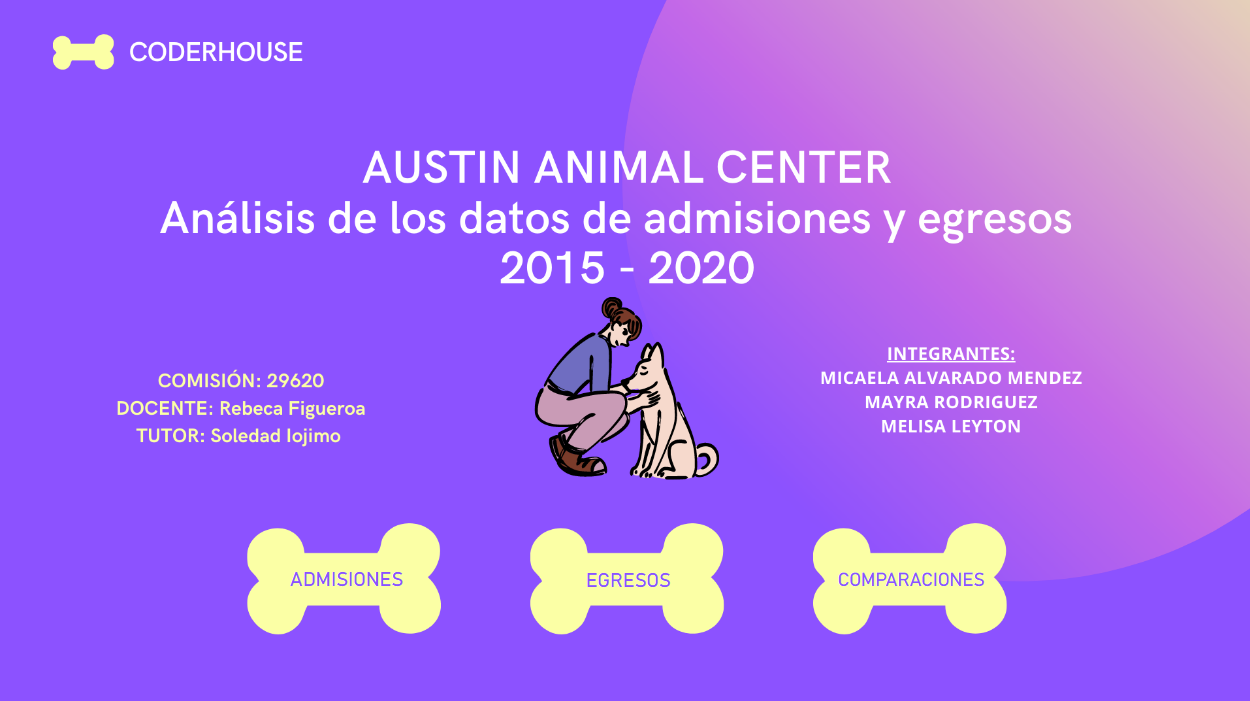 CODERHOUSE
AUSTIN ANIMAL CENTER
Análisis de los datos de admisiones y egresos
2015 - 2020
COMISIÓN: 29620
DOCENTE: Rebeca Figueroa
TUTOR: Soledad Iojimo
INTEGRANTES:
MICAELA ALVARADO MENDEZ
MAYRA RODRIGUEZ
MELISA LEYTON
ADMISIONES
EGRESOS
COMPARACIONES